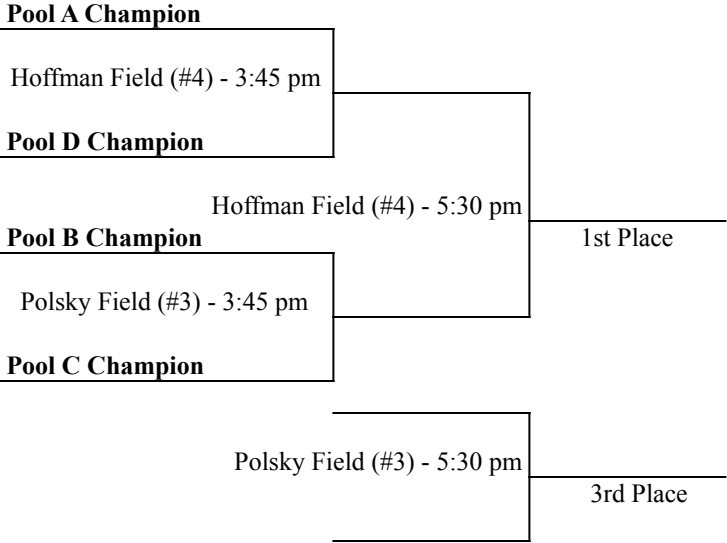 Pool A Champion
Hoffman Field (#4) - 3:45 pm
Pool D Champion
Hoffman Field (#4) - 5:30 pm
Pool B Champion
1st Place
Polsky Field (#3) - 3:45 pm
Pool C Champion
Polsky Field (#3) - 5:30 pm
3rd Place